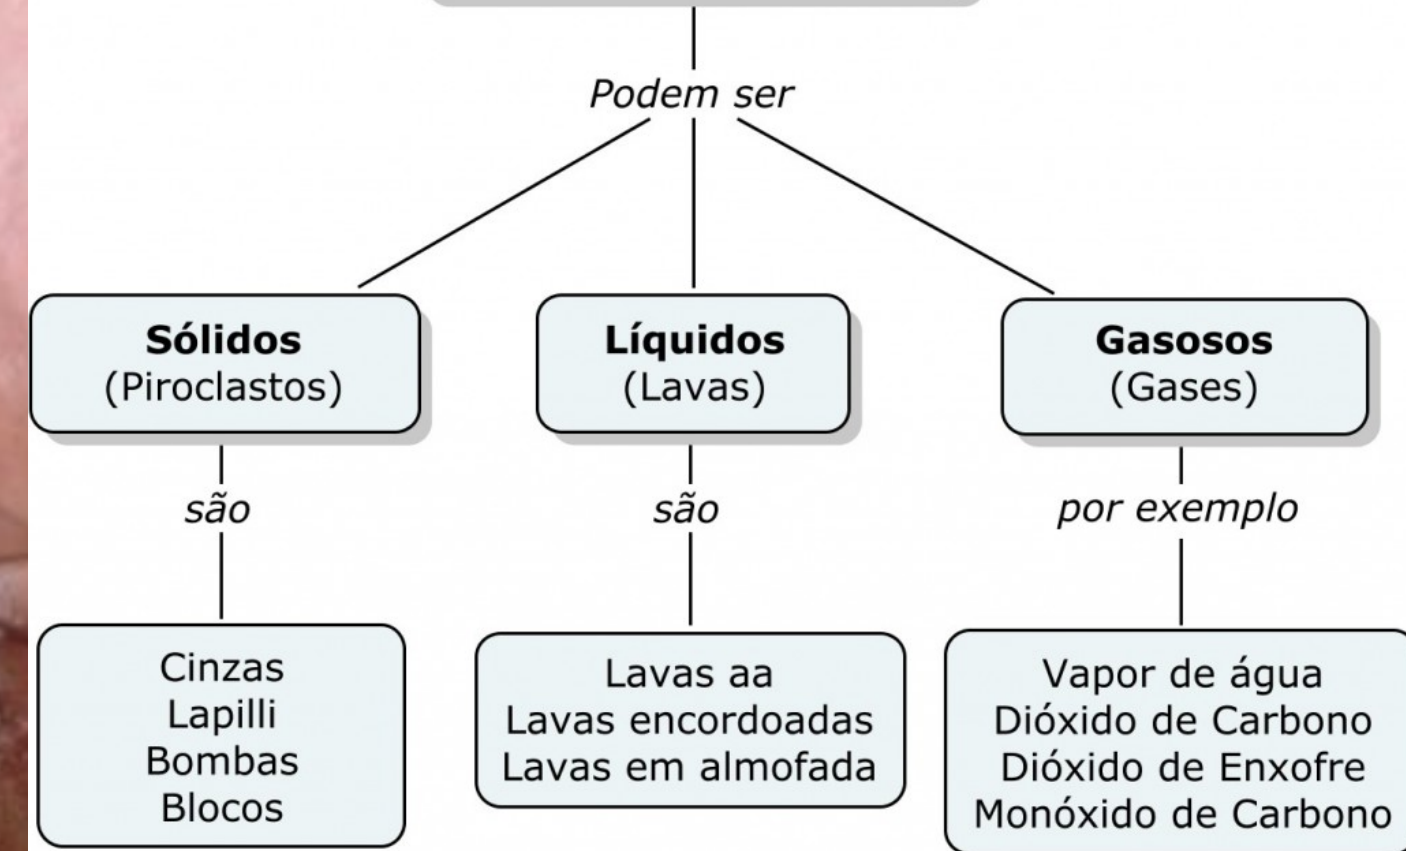 Podem ser
Sólidos
(Piroclastos)
Líquidos
(Lavas)
Gasosos
(Gases)
são
são
por exemplo
Cinzas
Lapilli
Bombas
Blocos
Lavas aa
Lavas encordoadas
Lavas em almofada
Vapor de água
Dióxido de Carbono
Dióxido de Enxofre
Monóxido de Carbono